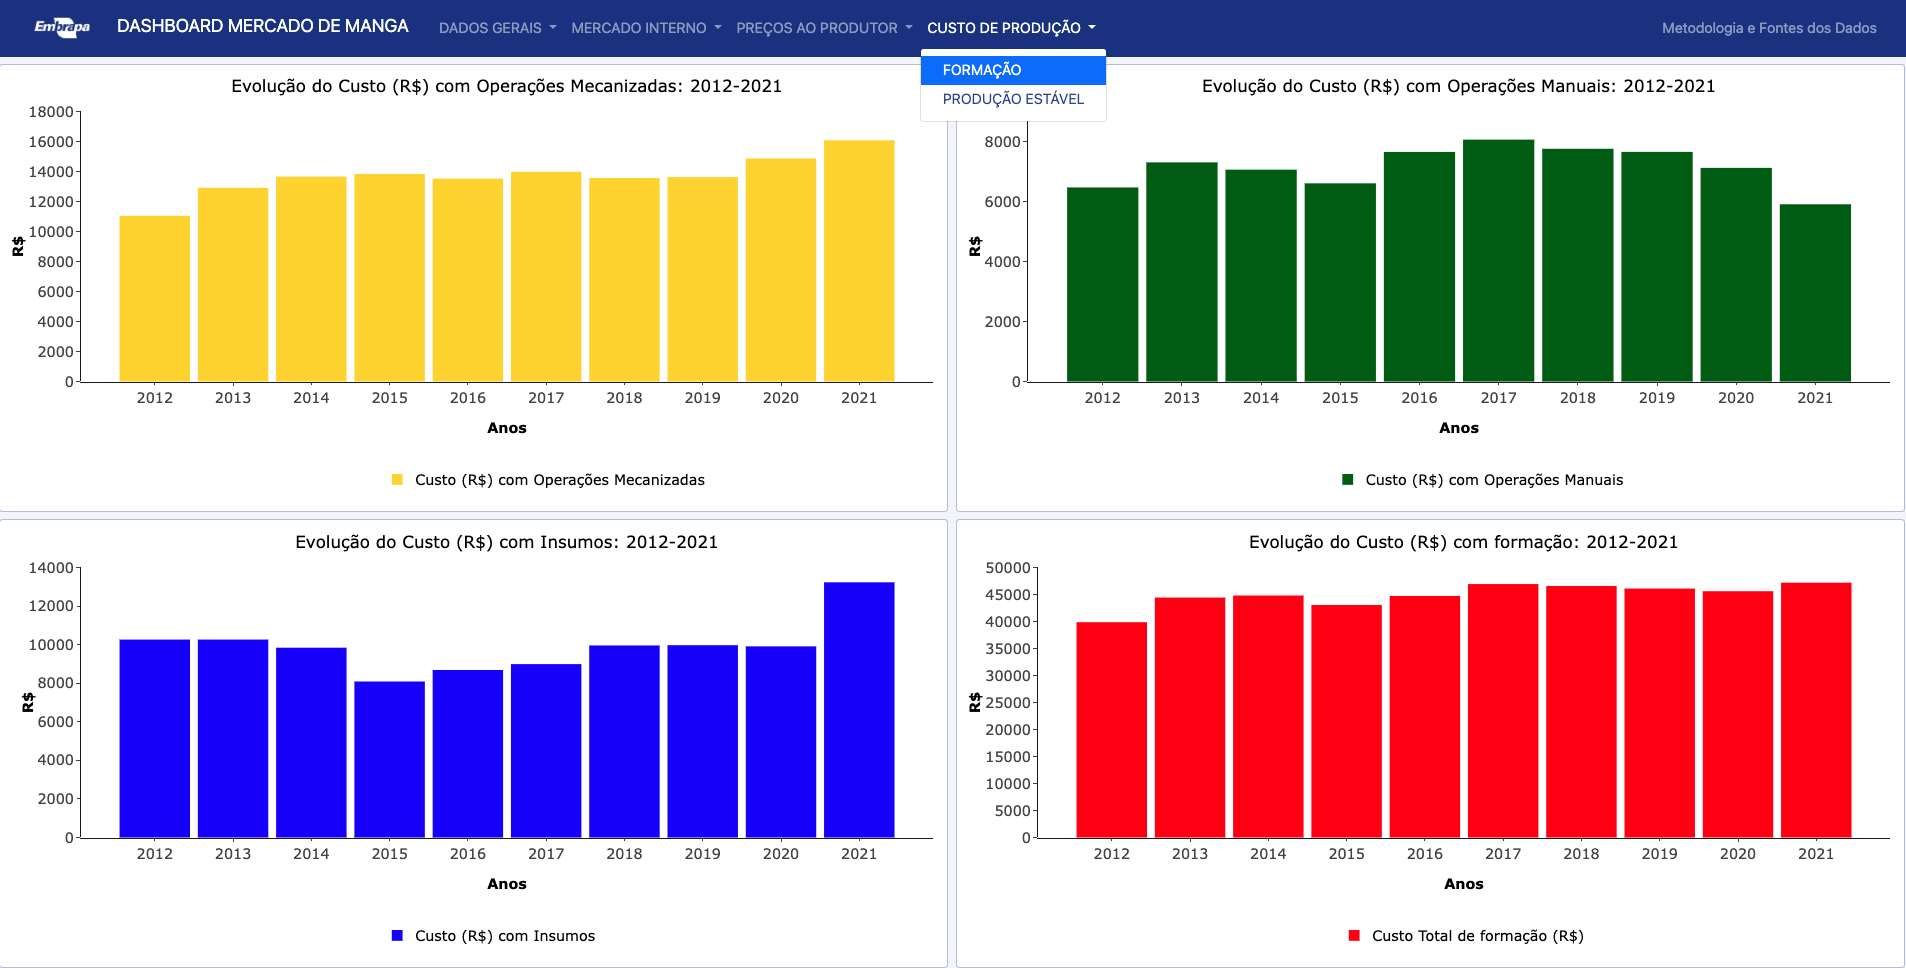 Embrapa
DASHBOARD MERCADO DE MANGA
DADOS GERAIS
MERCADO INTERNO
PREÇOS AO PRODUTOR
CUSTO DE PRODUÇÃO
Metodologia e Fontes dos Dados
FORMAÇÃO
PRODUÇÃO ESTÁVEL
Evolução do Custo (R$) com Operações Mecanizadas: 2012-2021
18000
16000
14000
12000
10000
8000
6000
4000
2000
0
R$
2012 2013 2014 2015 2016 2017 2018 2019 2020 2021
Anos
Custo (R$) com Operações Mecanizadas
Evolução do Custo (R$) com Operações Manuais: 2012-2021
8000
6000
4000
2000
0
R$
2012 2013 2014 2015 2016 2017 2018 2019 2020 2021
Anos
Custo (R$) com Operações Manuais
Evolução do Custo (R$) com Insumos: 2012-2021
14000
12000
10000
8000
6000
4000
2000
0
R$
2012 2013 2014 2015 2016 2017 2018 2019 2020 2021
Anos
Custo (R$) com Insumos
Evolução do Custo (R$) com formação: 2012-2021
50000
45000
40000
35000
30000
25000
20000
15000
10000
5000
0
R$
2012 2013 2014 2015 2016 2017 2018 2019 2020 2021
Anos
Custo Total de formação (R$)